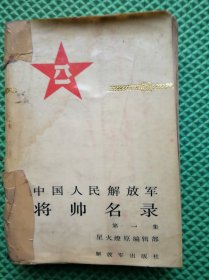 八一
中国人民解放军
将帅名录
第一集
星火燎原编辑部
解放军出版社